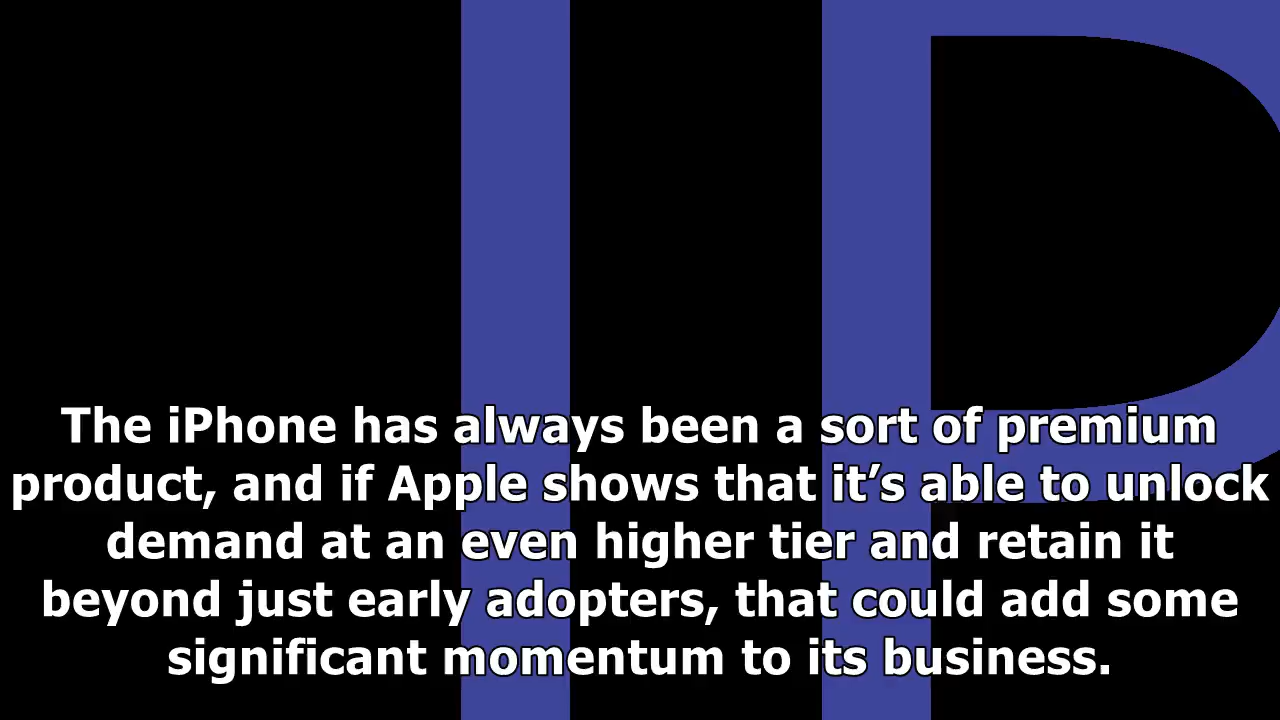 IP
The iPhone has always been a sort of premium
product, and if Apple shows that it’s able to unlock
demand at an even higher tier and retain it
beyond just early adopters, that could add some
significant momentum to its business.